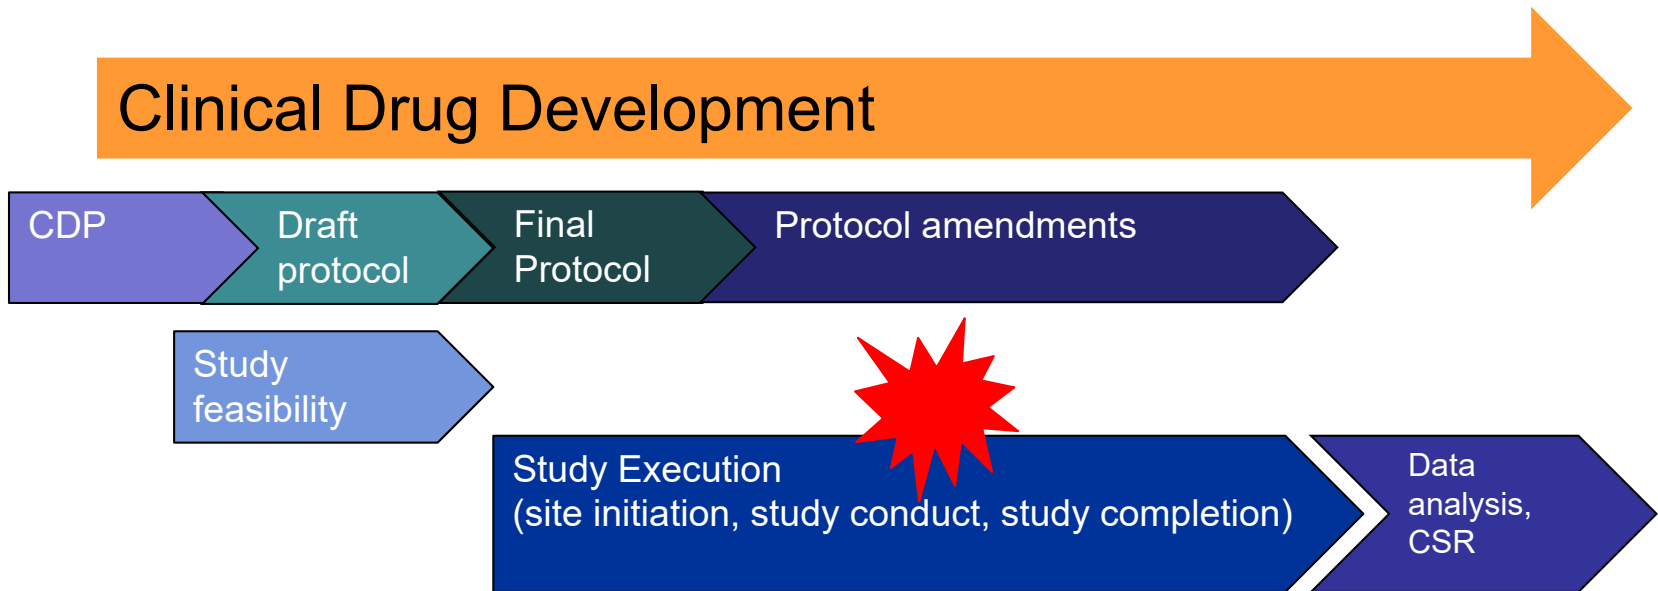 Clinical Drug Development
CDP
Draft
protocol
Final
Protocol
Protocol amendments
Study
feasibility
Study Execution
(site initiation, study conduct, study completion)
Data
analysis,
CSR